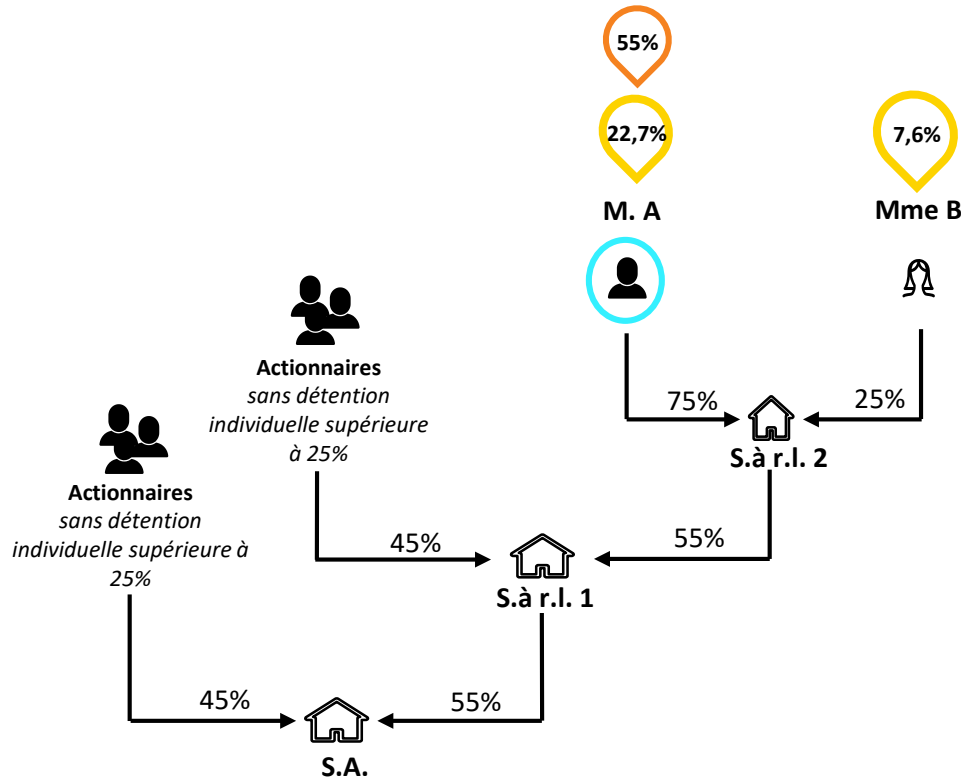 55%
22,7%
7,6%
M. A
Mme B
Actionnaires
sans détention
individuelle supérieure
à 25%
75%
25%
S.à r.l. 2
Actionnaires
sans détention
individuelle supérieure à
25%
45%
55%
S.à r.l. 1
45%
55%
S.A.